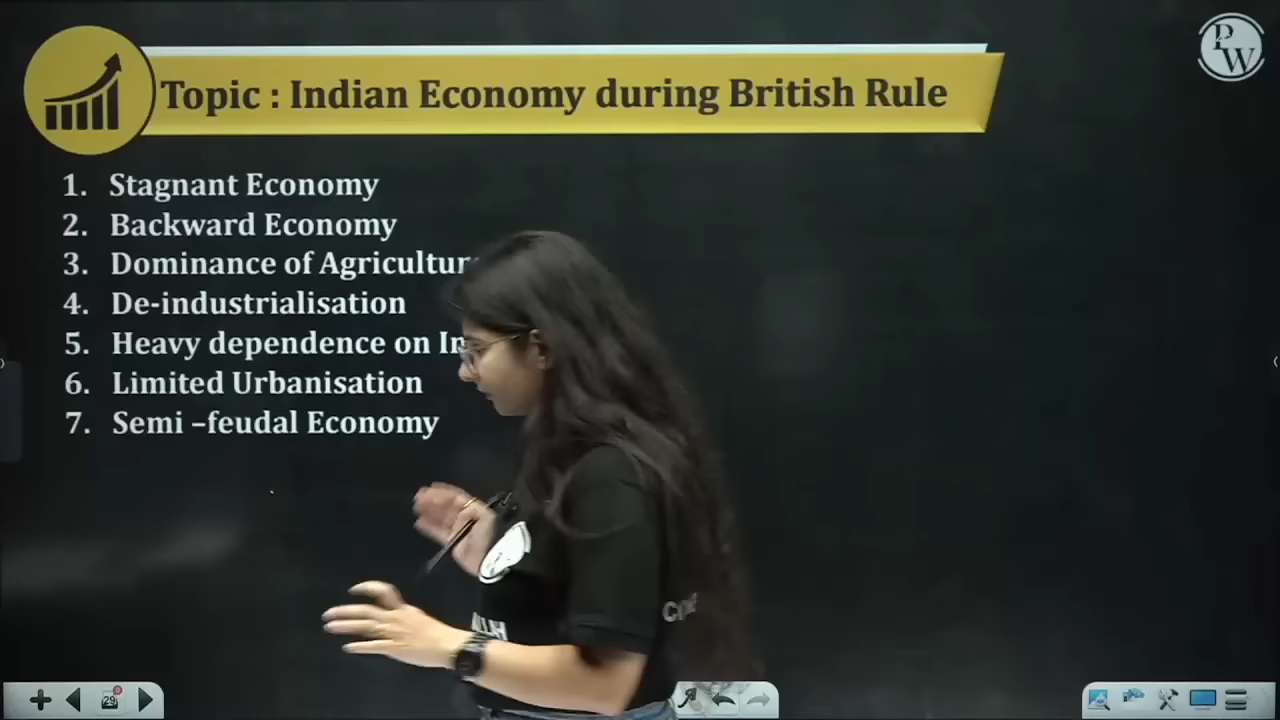 P
W
Topic : Indian Economy during British Rule
1. Stagnant Economy
2. Backward Economy
3. Dominance of
4. De-industrialisation
5. Heavy dependence on
6. Limited Urbanisation
7. Semi –feudal Economy
29